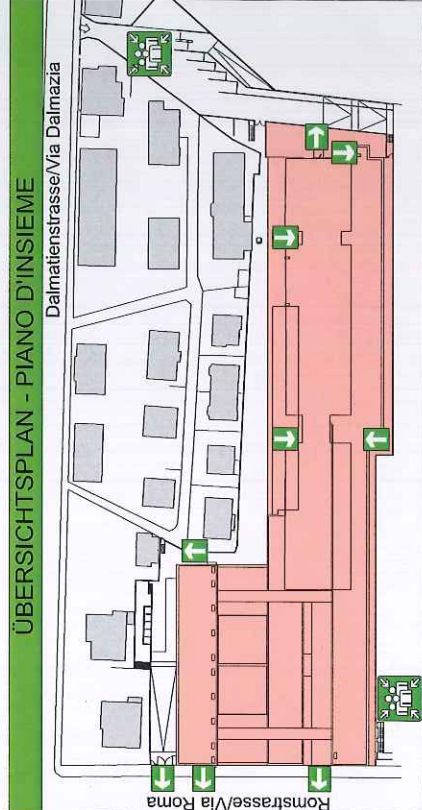 ÜBERSICHTSPLAN - PIANO D'INSIEME
Dalmatienstrasse/Via Dalmazia
Romstrasse/Via Roma